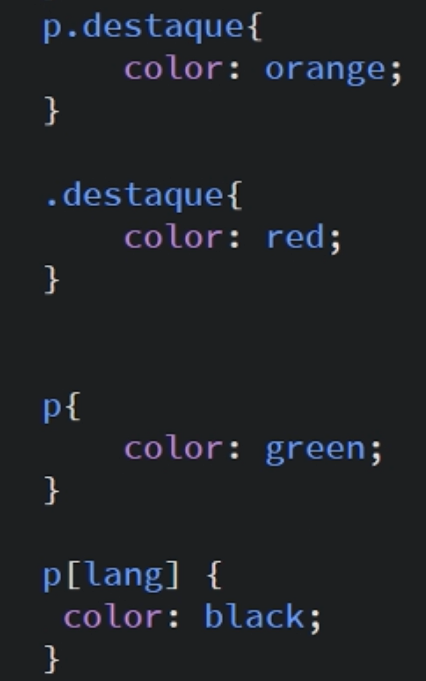 p.destaque{
    color: orange;
}
.destaque{
    color: red;
}
p{
    color: green;
}
p[lang] {
 color: black;
}